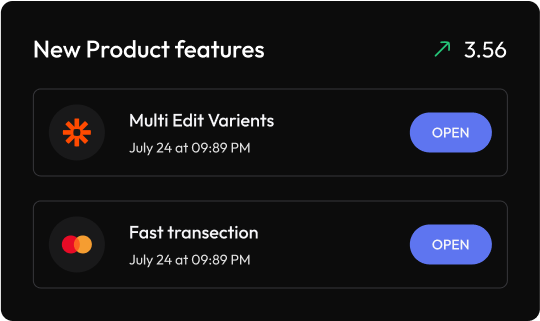 New Product features
3.56
Multi Edit Varients
July 24 at 09:89 PM
OPEN
Fast transection
July 24 at 09:89 PM
OPEN